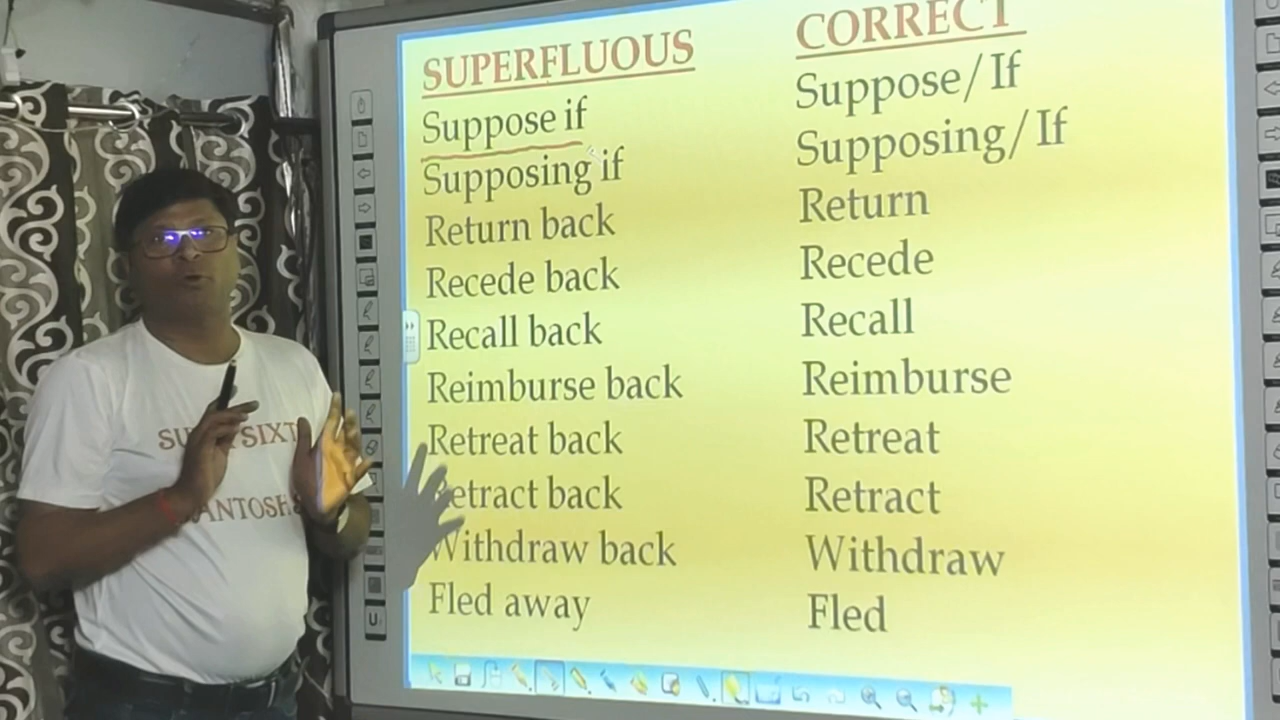 SUPERFLUOUS CORRECT
Suppose if Suppose/If
Supposing if Supposing/If
Return back Return
Recede back Recede
Recall back Recall
Reimburse back Reimburse
Retreat back Retreat
Retract back Retract
Withdraw back Withdraw
Fled away Fled